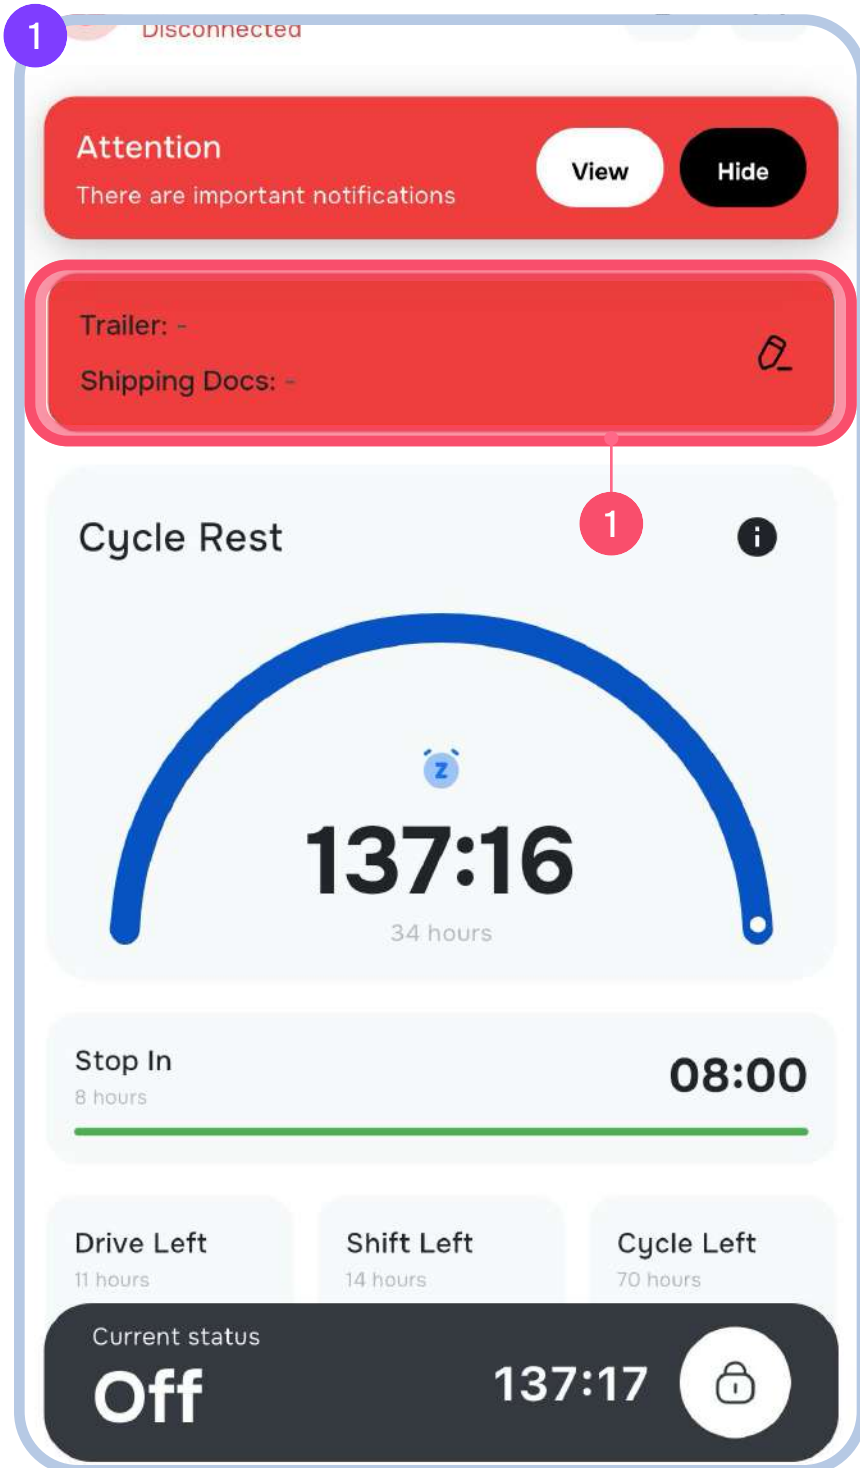 1
Disconnected
Attention
There are important notifications
View
Hide
Trailer: -
Shipping Docs: -
1
Cycle Rest
i
z
137:16
34 hours
Stop In
8 hours
08:00
Drive Left
11 hours
Shift Left
14 hours
Cycle Left
70 hours
Current status
Off
137:17